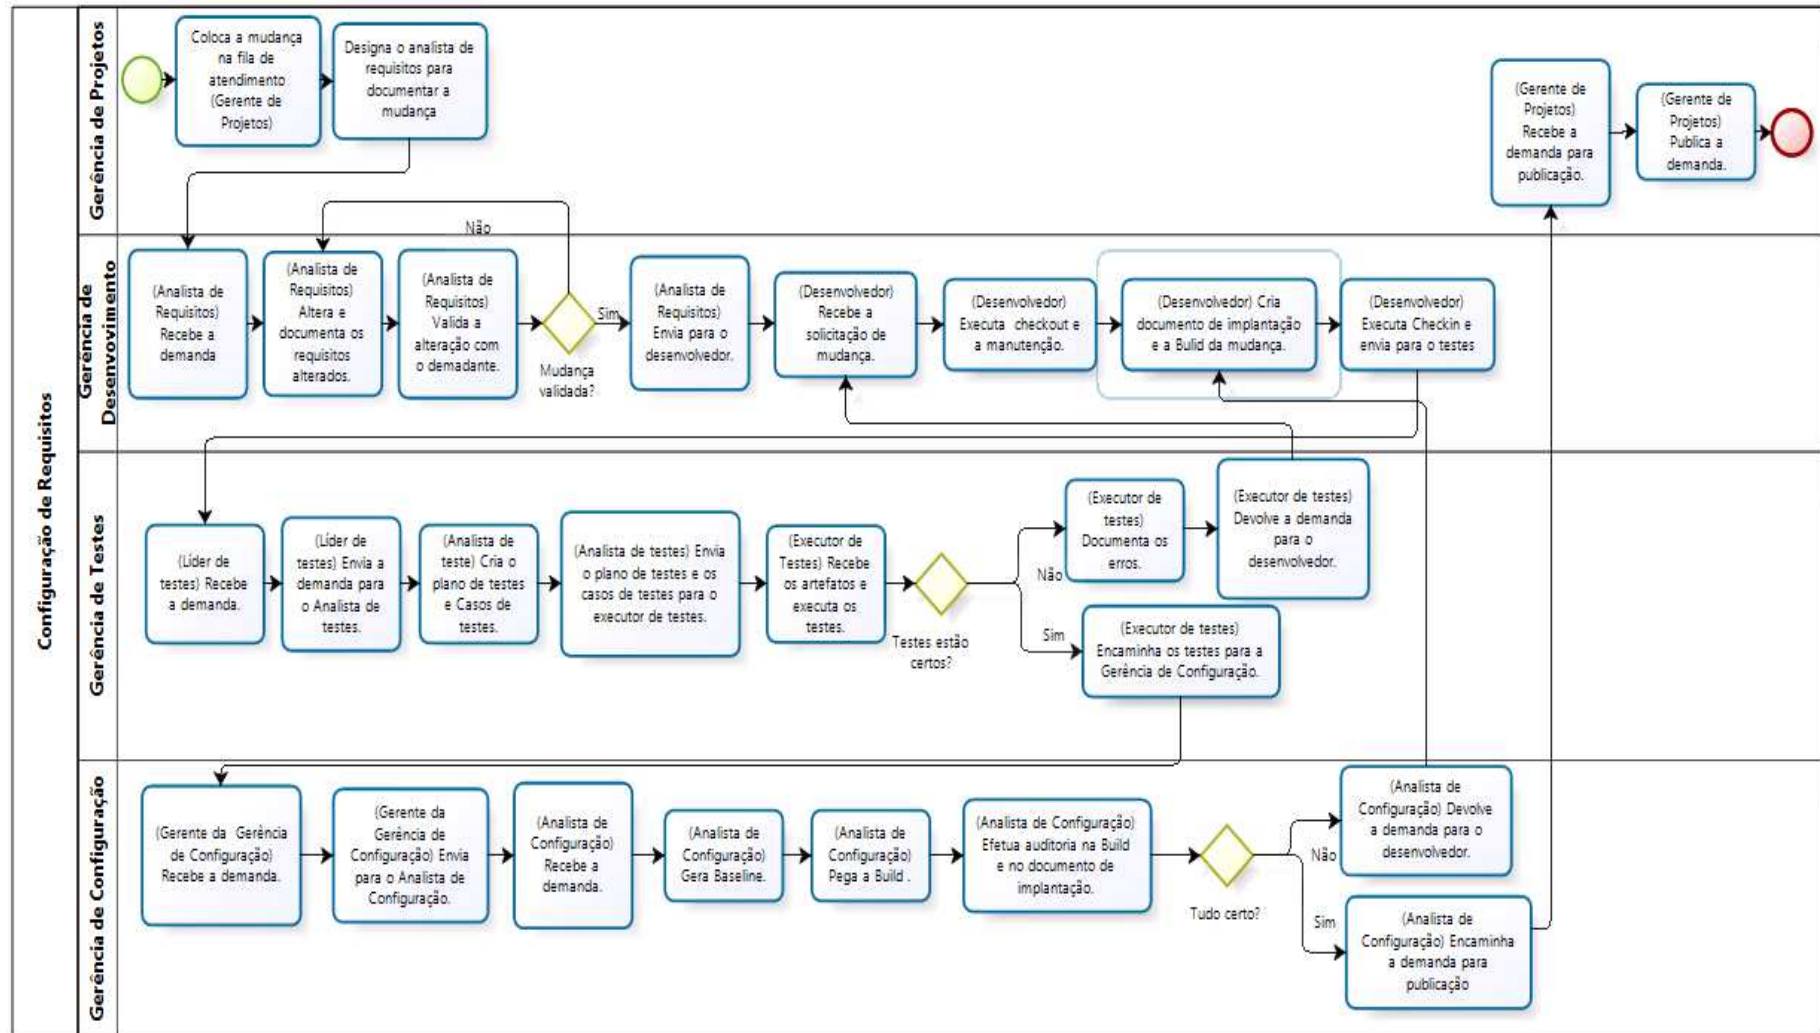 Configuração de Requisitos
Gerência de Projetos
Coloca a mudança
na fila de
atendimento
(Gerente de
Projetos)
Designa o analista de
requisitos para
documentar a
mudança
(Gerente de
Projetos)
Recebe a
demanda para
publicação.
(Gerente de
Projetos)
Publica a
demanda.
Gerência de
Desenvovimento
(Analista de
Requisitos)
Recebe a
demanda
(Analista de
Requisitos)
Altera e
documenta os
requisitos
alterados.
(Analista de
Requisitos)
Valida a
alteração com
o demadante.
Não
Sim
Mudança
validada?
(Analista de
Requisitos)
Envia para o
desenvolvedor.
(Desenvolvedor)
Recebe a
solicitação de
mudança.
(Desenvolvedor)
Executa checkout e
a manutenção.
(Desenvolvedor) Cria
documento de implantação
e a Bulid da mudança.
(Desenvolvedor)
Executa Checkin e
envia para o testes
Gerência de Testes
(Líder de
testes) Recebe
a demanda.
(Líder de
testes) Envia a
demanda para
o Analista de
testes.
(Analista de
teste) Cria o
plano de testes
e Casos de
testes.
(Analista de testes) Envia
o plano de testes e os
casos de testes para o
executor de testes.
(Executor de
Testes) Recebe
os artefatos e
executa os
testes.
Testes estão
certos?
Não
Sim
(Executor de
testes)
Documenta os
erros.
(Executor de testes)
Devolve a demanda
para o
desenvolvedor.
(Executor de testes)
Encaminha os testes para a
Gerência de Configuração.
Gerência de Configuração
(Gerente da Gerência
de Configuração)
Recebe a demanda.
(Gerente da
Gerência de
Configuração) Envia
para o Analista de
Configuração.
(Analista de
Configuração)
Recebe a
demanda.
(Analista de
Configuração)
Gera Baseline.
(Analista de
Configuração)
Pega a Build .
(Analista de Configuração)
Efetua auditoria na Build
e no documento de
implantação.
Tudo certo?
Não
Sim
(Analista de
Configuração) Devolve
a demanda para o
desenvolvedor.
(Analista de
Configuração) Encaminha
a demanda para
publicação